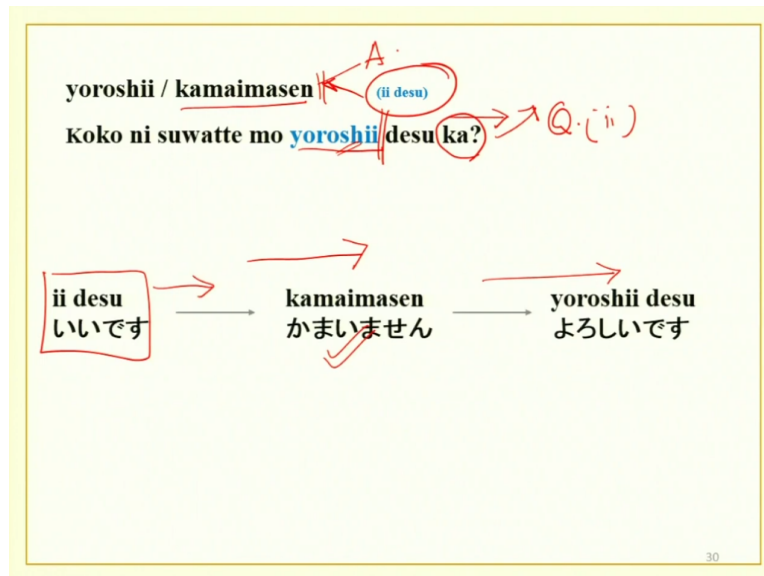 A.
yoroshii / kamaimasen (ii desu)
Koko ni suwatte mo yoroshii desu ka? Q. (ii)
ii desu kamaimasen yoroshii desu
いいです かまいません よろしいです
30